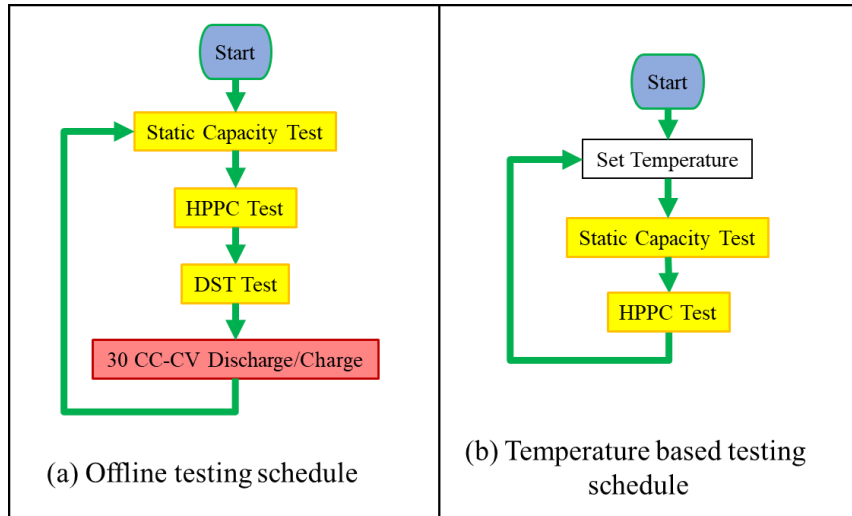 Start
Static Capacity Test
HPPC Test
DST Test
30 CC-CV Discharge/Charge
(a) Offline testing schedule
Start
Set Temperature
Static Capacity Test
HPPC Test
(b) Temperature based testing
schedule